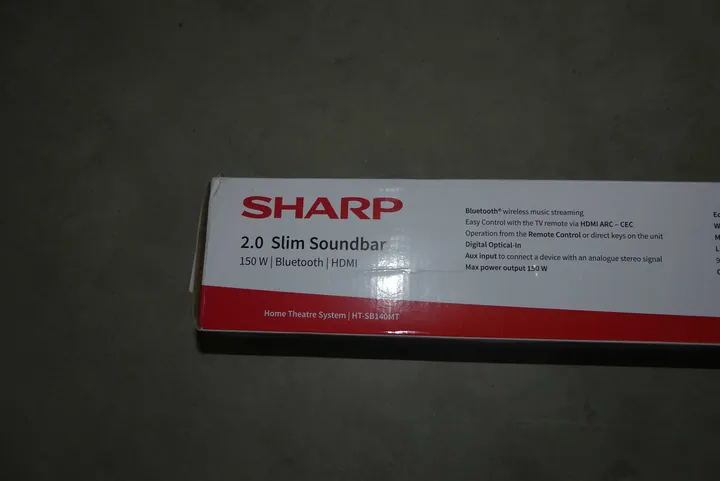 SHARP
2.0 Slim Soundbar
150 W | Bluetooth | HDMI
Home Theatre System | HT-SB140MT
Bluetooth® wireless music streaming
Easy Control with the TV remote via HDMI ARC – CEC
Operation from the Remote Control or direct keys on the unit
Digital Optical-In
Aux input to connect a device with an analogue stereo signal
Max power output 150 W